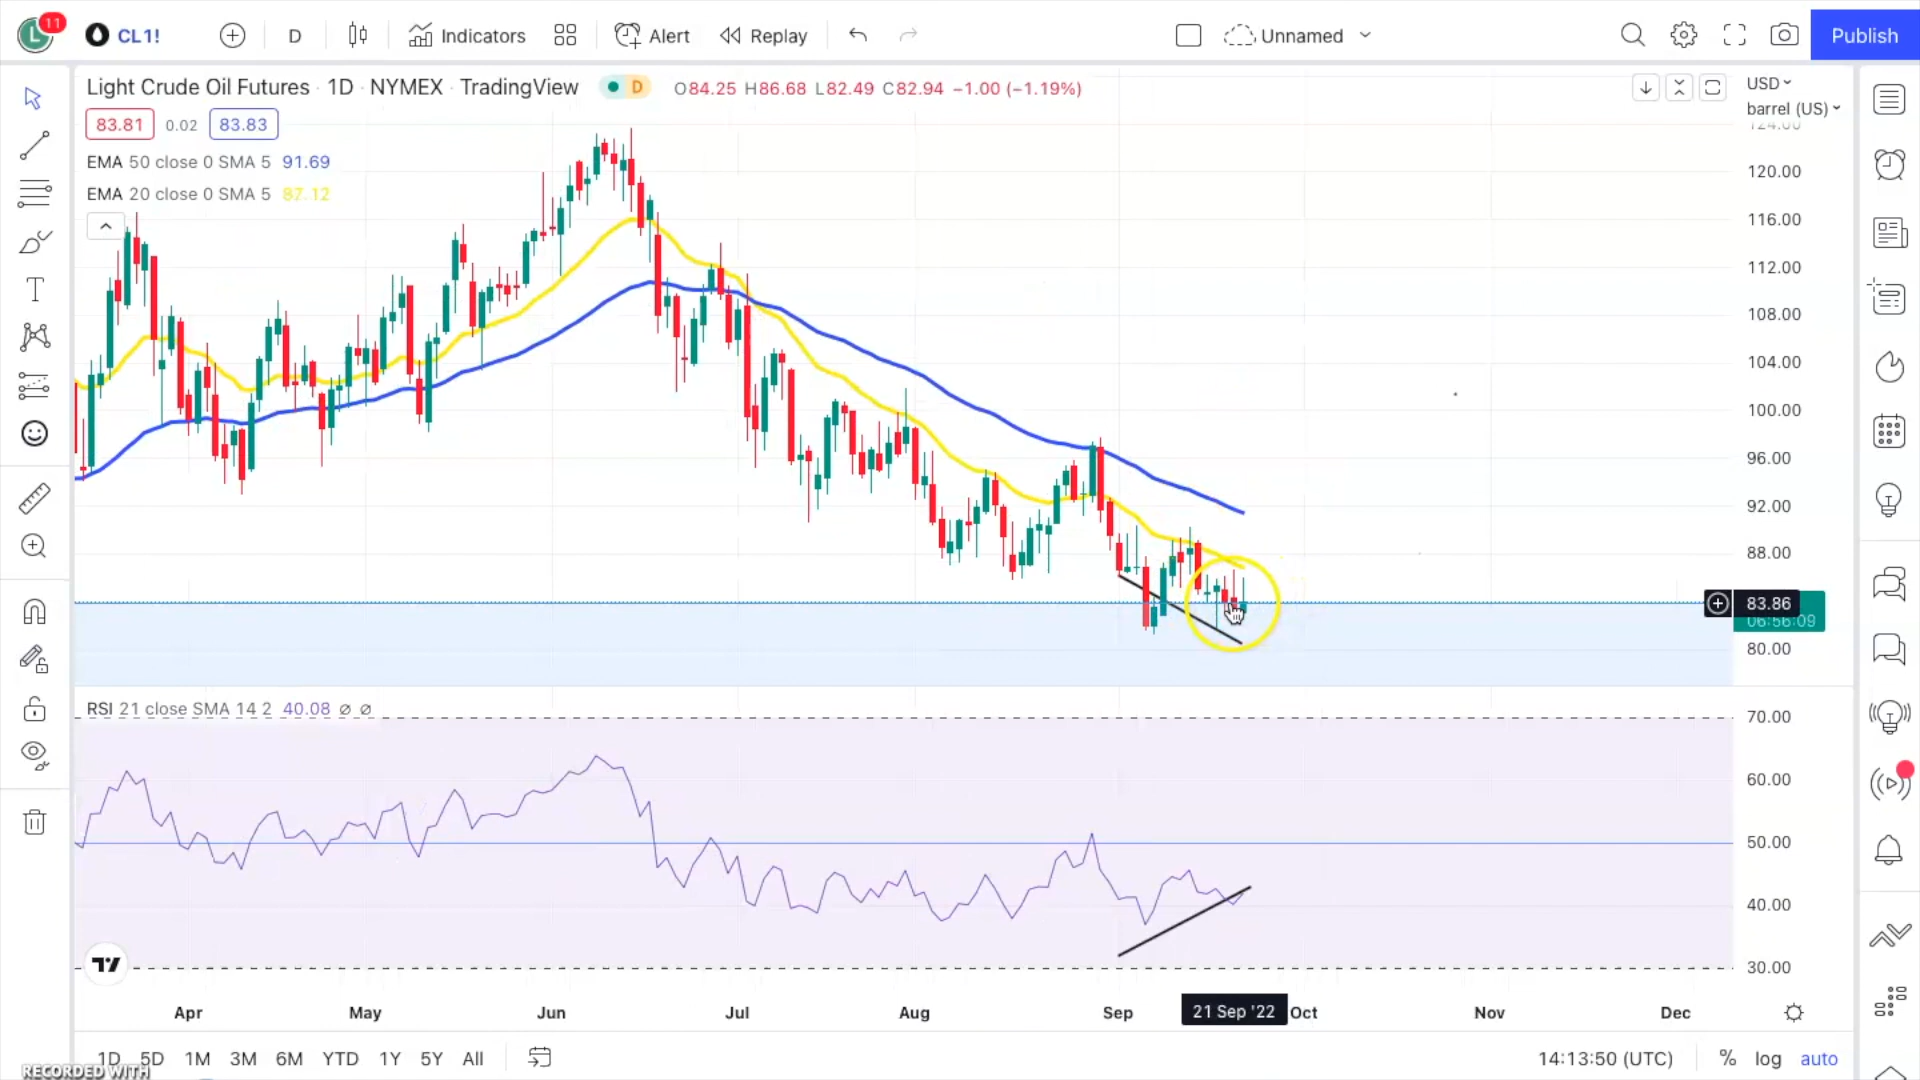 L 11 CL1! D Indicators Alert Replay Unnamed Publish
Light Crude Oil Futures · 1D · NYMEX · TradingView D O84.25 H86.68 L82.49 C82.94 −1.00 (−1.19%)
USD
barrel (US)
83.81 0.02 83.83
124.00
EMA 50 close 0 SMA 5 91.69
EMA 20 close 0 SMA 5 87.12
120.00
116.00
112.00
108.00
104.00
100.00
96.00
92.00
88.00
83.86
06:56:09
80.00
RSI 21 close SMA 14 2 40.08 ∅ ∅
70.00
60.00
50.00
40.00
30.00
Apr May Jun Jul Aug Sep 21 Sep '22 Oct Nov Dec
1D 5D 1M 3M 6M YTD 1Y 5Y All 14:13:50 (UTC) % log auto
RECORDED WITH